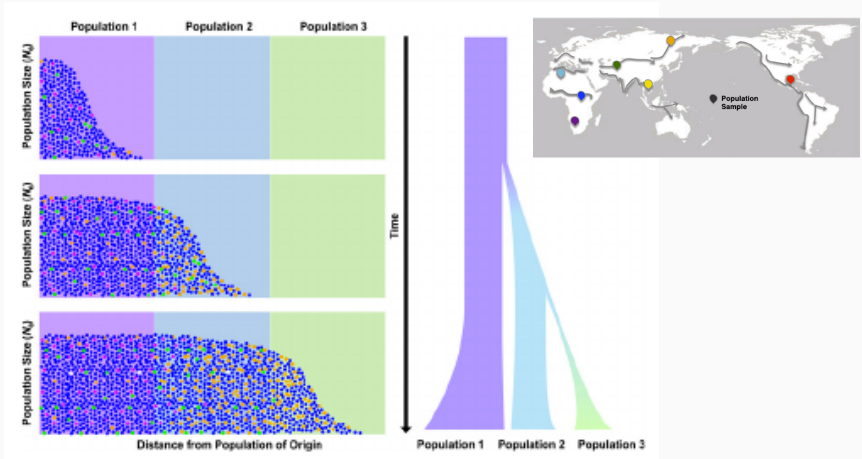 Population 1 Population 2 Population 3
Population Size (Ne)
Population Size (Ne)
Population Size (Ne)
Distance from Population of Origin
Time
Population 1 Population 2 Population 3
Population
Sample